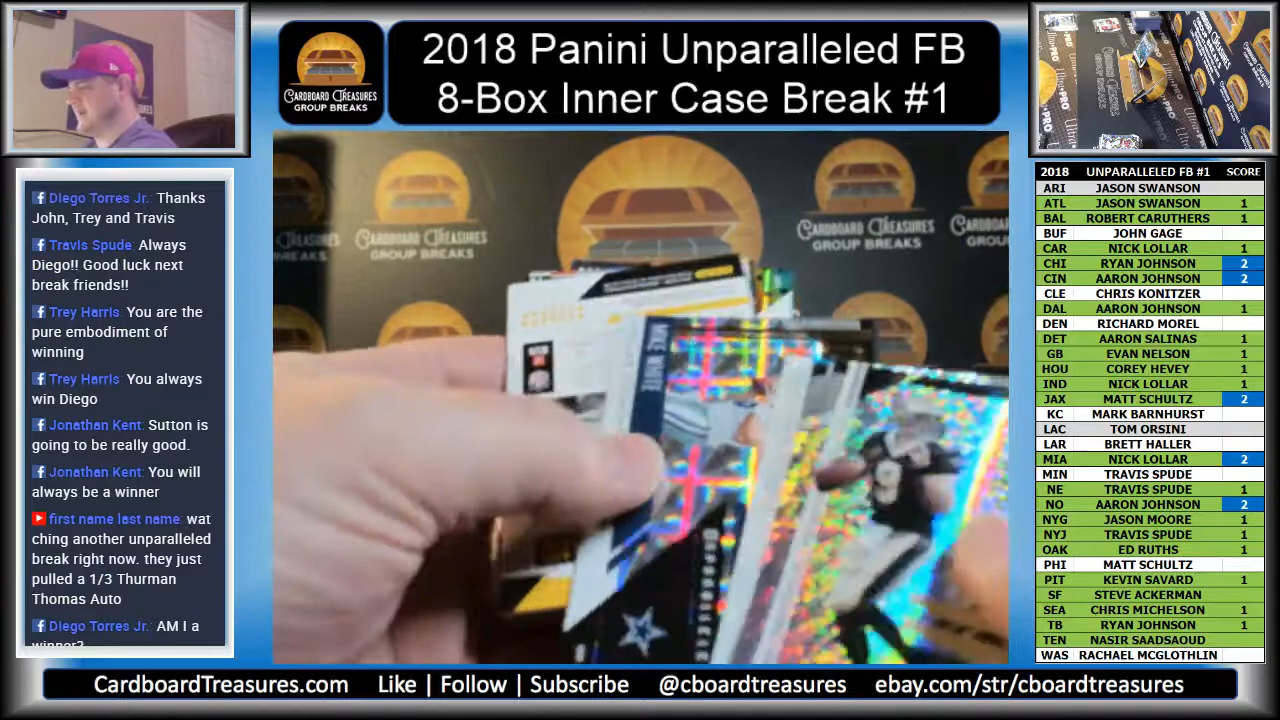 2018 Panini Unparalleled FB
8-Box Inner Case Break #1
CARDBOARD TREASURES
GROUP BREAKS
Diego Torres Jr.: Thanks
John, Trey and Travis
Travis Spude: Always
Diego!! Good luck next
break friends!!
Trey Harris: You are the
pure embodiment of
winning
Trey Harris: You always
win Diego
Jonathan Kent: Sutton is
going to be really good.
Jonathan Kent: You will
always be a winner
first name last name: wat
ching another unparalleled
break right now. they just
pulled a 1/3 Thurman
Thomas Auto
Diego Torres Jr.: AM I a
winner?
CARDBOARD TREASURES
GROUP BREAKS
CARDBOARD TREASURES
GROUP BREAKS
MIKE WHITE
2018 UNPARALLELED FB #1 SCORE
ARI JASON SWANSON
ATL JASON SWANSON 1
BAL ROBERT CARUTHERS 1
BUF JOHN GAGE
CAR NICK LOLLAR 1
CHI RYAN JOHNSON 2
CIN AARON JOHNSON 2
CLE CHRIS KONITZER
DAL AARON JOHNSON 1
DEN RICHARD MOREL
DET AARON SALINAS 1
GB EVAN NELSON 1
HOU COREY HEVEY 1
IND NICK LOLLAR 1
JAX MATT SCHULTZ 2
KC MARK BARNHURST
LAC TOM ORSINI
LAR BRETT HALLER
MIA NICK LOLLAR 2
MIN TRAVIS SPUDE
NE TRAVIS SPUDE 1
NO AARON JOHNSON 2
NYG JASON MOORE 1
NYJ TRAVIS SPUDE 1
OAK ED RUTHS 1
PHI MATT SCHULTZ
PIT KEVIN SAVARD 1
SF STEVE ACKERMAN
SEA CHRIS MICHELSON 1
TB RYAN JOHNSON 1
TEN NASIR SAADSAOUD
WAS RACHAEL MCGLOTHLIN
CardboardTreasures.com Like | Follow | Subscribe @cboardtreasures ebay.com/str/cboardtreasures